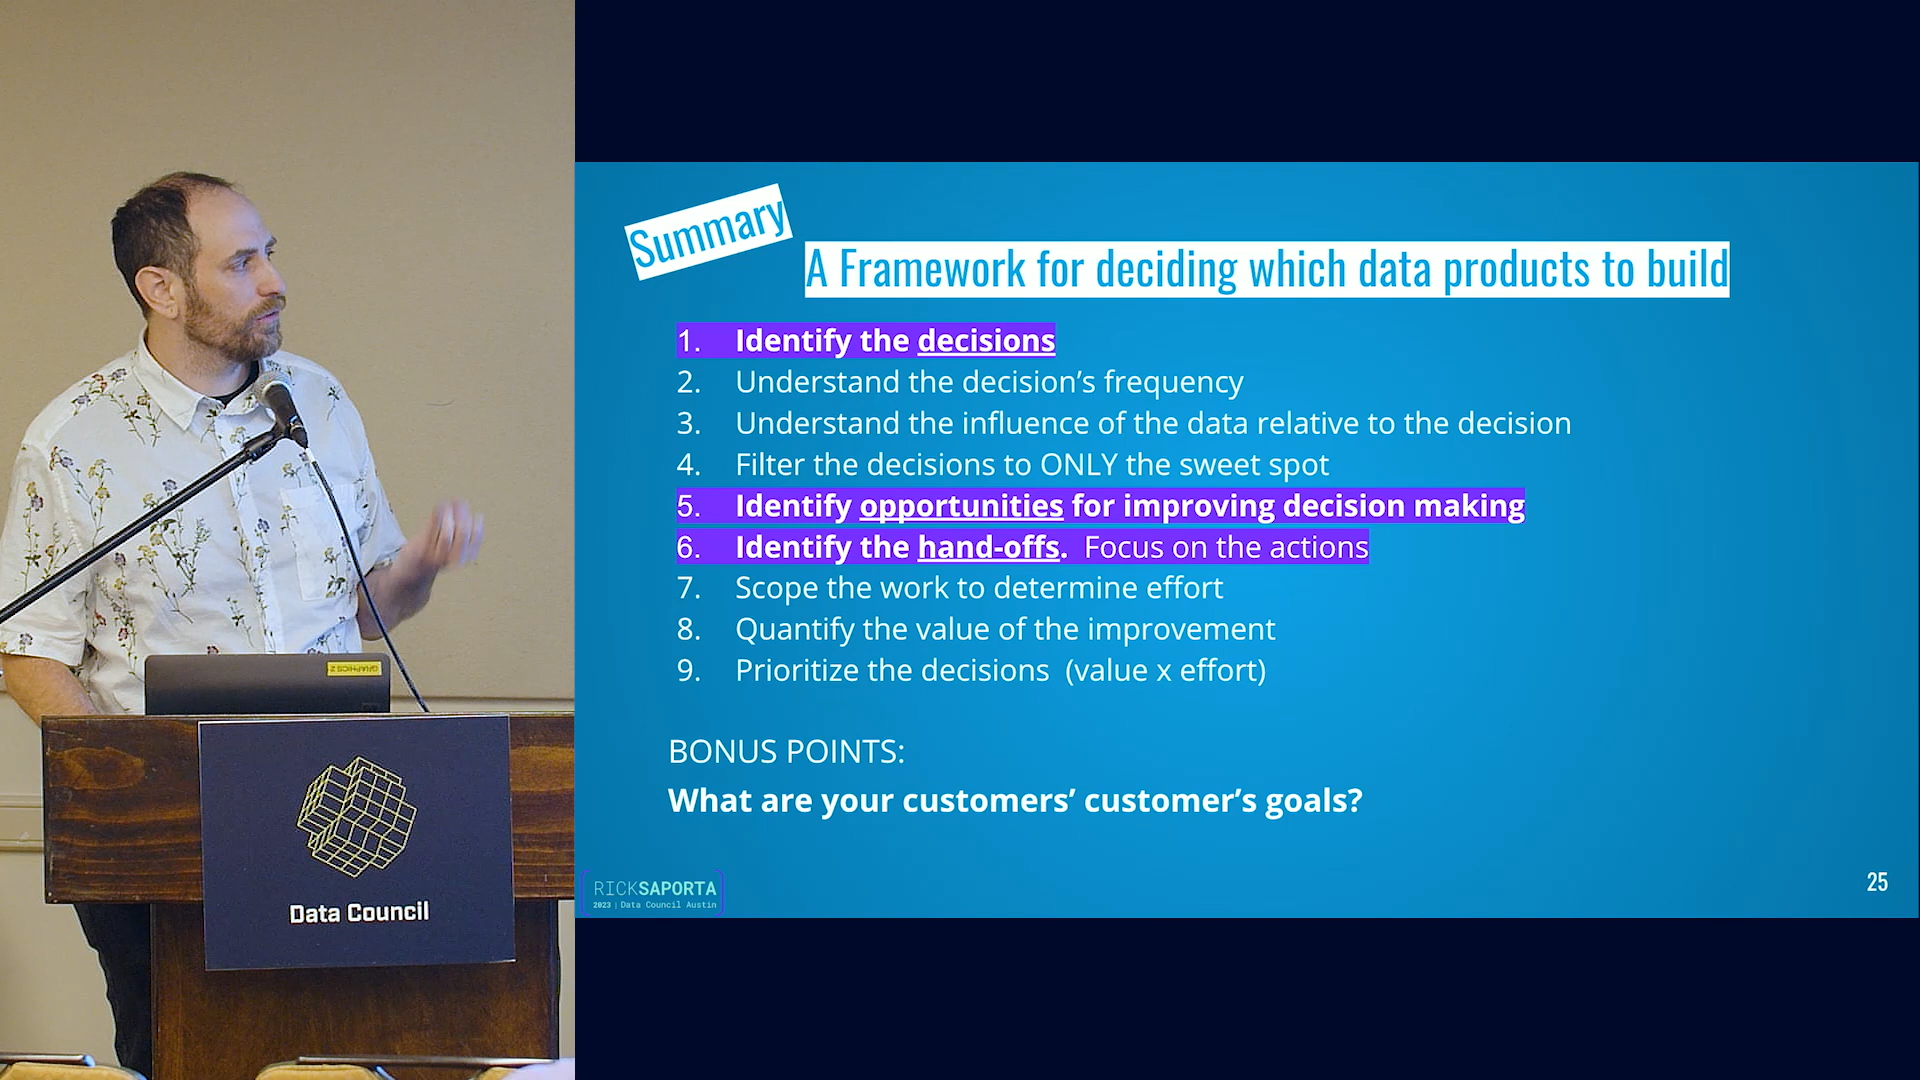 Summary
A Framework for deciding which data products to build
1. Identify the decisions
2. Understand the decision's frequency
3. Understand the influence of the data relative to the decision
4. Filter the decisions to ONLY the sweet spot
5. Identify opportunities for improving decision making
6. Identify the hand-offs. Focus on the actions
7. Scope the work to determine effort
8. Quantify the value of the improvement
9. Prioritize the decisions (value x effort)
BONUS POINTS:
What are your customers’ customer’s goals?
RICKSAPORTA
2023 | Data Council Austin
25
GRAPHICS 2
Data Council